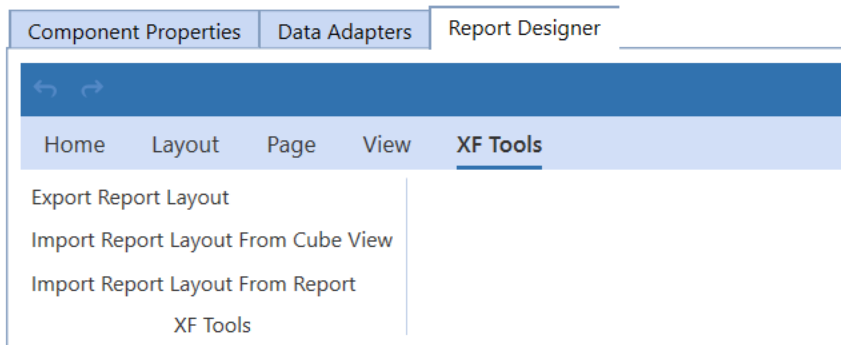 Component Properties Data Adapters Report Designer
Home Layout Page View XF Tools
Export Report Layout
Import Report Layout From Cube View
Import Report Layout From Report
XF Tools